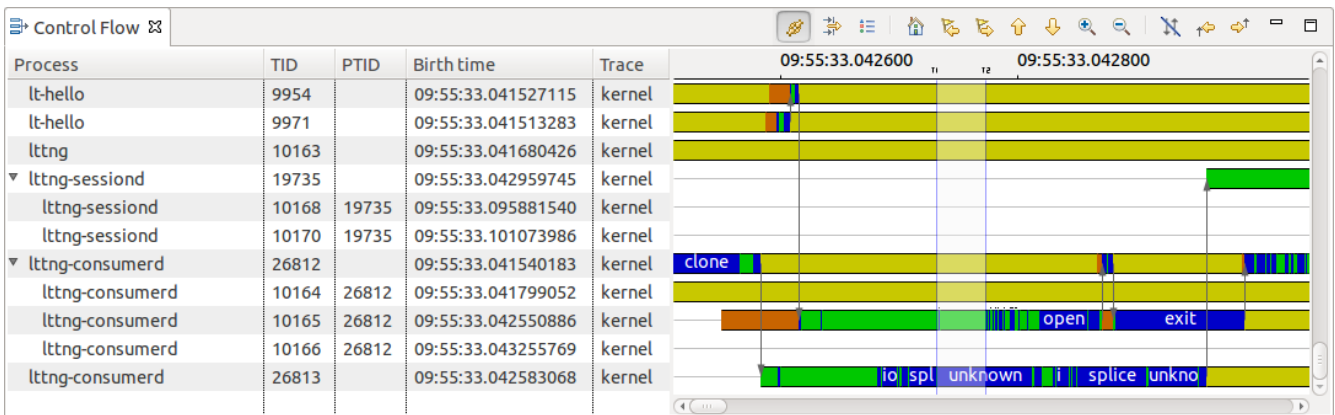 Control Flow
Process TID PTID Birth time Trace 09:55:33.042600 09:55:33.042800
T1 T2
lt-hello 9954 09:55:33.041527115 kernel
lt-hello 9971 09:55:33.041513283 kernel
lttng 10163 09:55:33.041680426 kernel
lttng-sessiond 19735 09:55:33.042959745 kernel
lttng-sessiond 10168 19735 09:55:33.095881540 kernel
lttng-sessiond 10170 19735 09:55:33.101073986 kernel
lttng-consumerd 26812 09:55:33.041540183 kernel clone
lttng-consumerd 10164 26812 09:55:33.041799052 kernel
lttng-consumerd 10165 26812 09:55:33.042550886 kernel open exit
lttng-consumerd 10166 26812 09:55:33.043255769 kernel
lttng-consumerd 26813 09:55:33.042583068 kernel io spl unknown i splice unkno